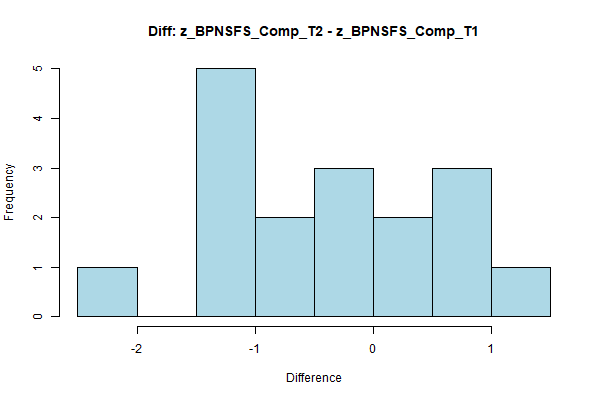 Diff: z_BPNSFS_Comp_T2 - z_BPNSFS_Comp_T1
5
4
3
2
1
0
Frequency
-2 -1 0 1
Difference